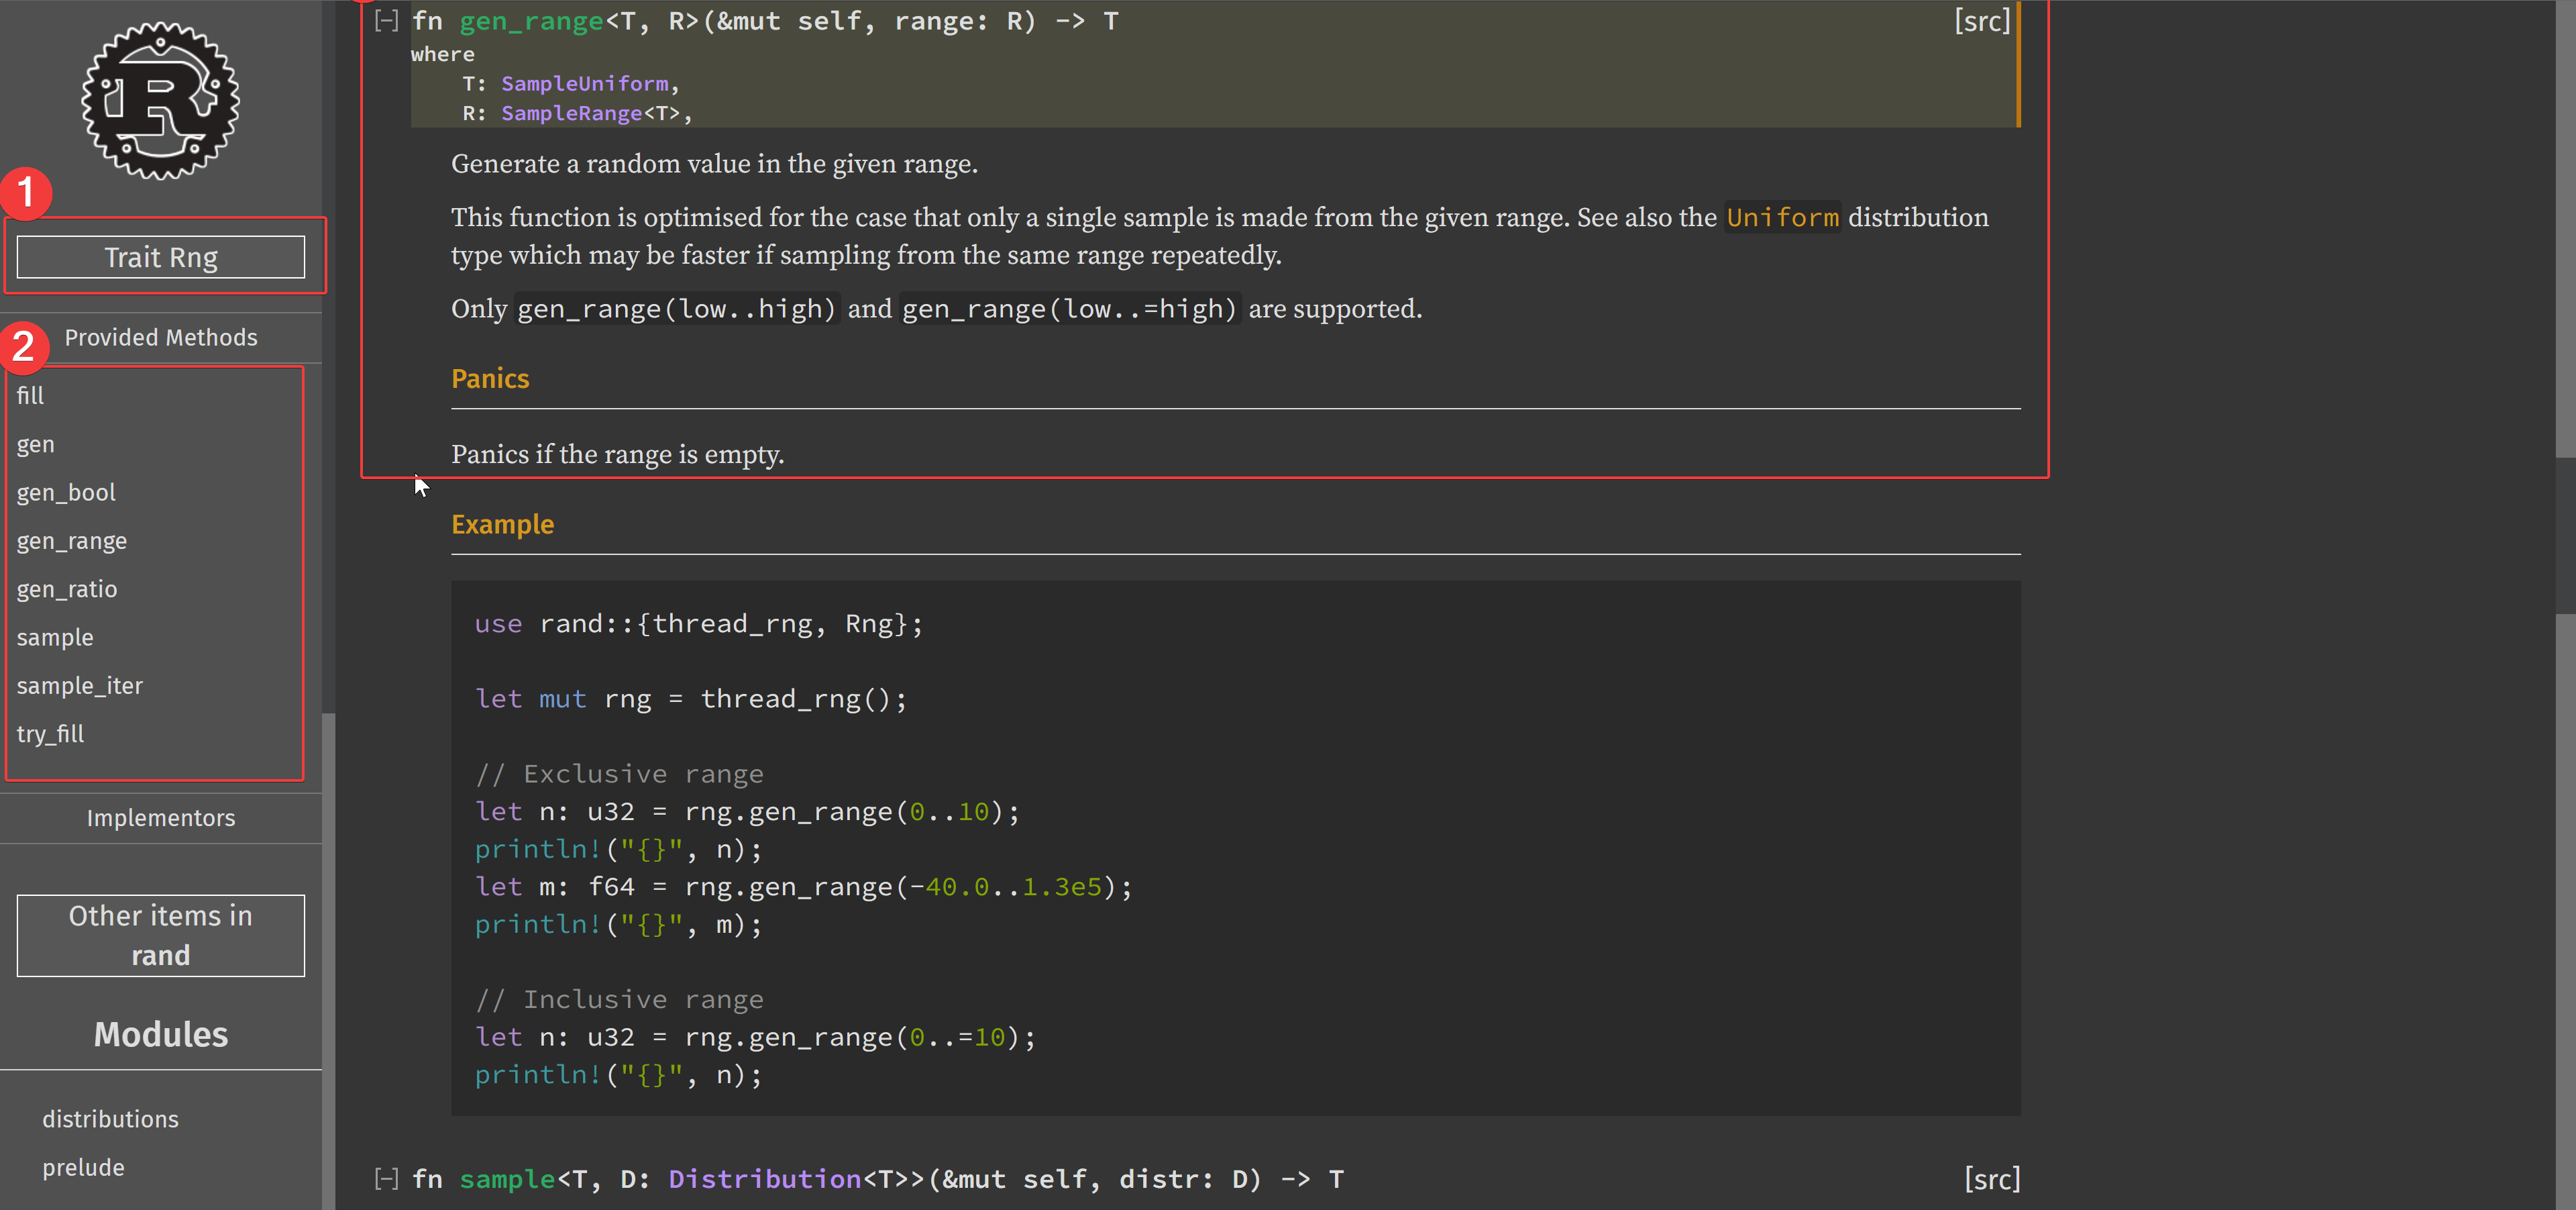 R
1
Trait Rng
Provided Methods
2
fill
gen
gen_bool
gen_range
gen_ratio
sample
sample_iter
try_fill
Implementors
Other items in
rand
Modules
distributions
prelude
[-] fn gen_range<T, R>(&mut self, range: R) -> T [src]
where
    T: SampleUniform,
    R: SampleRange<T>,
Generate a random value in the given range.
This function is optimised for the case that only a single sample is made from the given range. See also the Uniform distribution
type which may be faster if sampling from the same range repeatedly.
Only gen_range(low..high) and gen_range(low..=high) are supported.
Panics
Panics if the range is empty.
Example
use rand::{thread_rng, Rng};
let mut rng = thread_rng();
// Exclusive range
let n: u32 = rng.gen_range(0..10);
println!("{}", n);
let m: f64 = rng.gen_range(-40.0..1.3e5);
println!("{}", m);
// Inclusive range
let n: u32 = rng.gen_range(0..=10);
println!("{}", n);
[-] fn sample<T, D: Distribution<T>>(&mut self, distr: D) -> T [src]